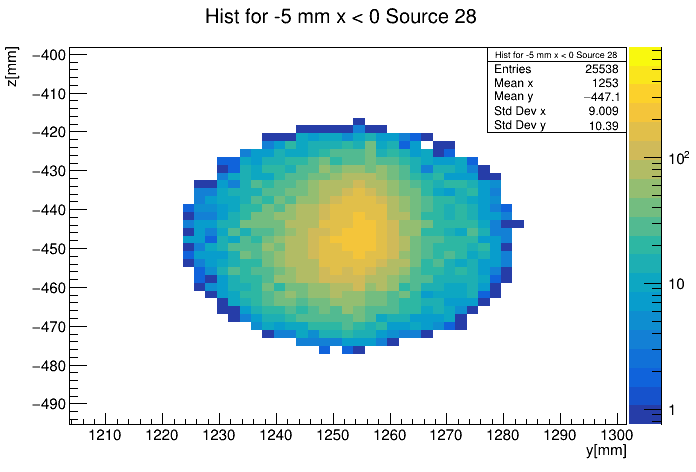 Hist for -5 mm x < 0 Source 28
z[mm]
−400
−410
−420
−430
−440
−450
−460
−470
−480
−490
Hist for -5 mm x < 0 Source 28
Entries 25538
Mean x 1253
Mean y −447.1
Std Dev x 9.009
Std Dev y 10.39
10²
10
1
1210 1220 1230 1240 1250 1260 1270 1280 1290 1300
y[mm]